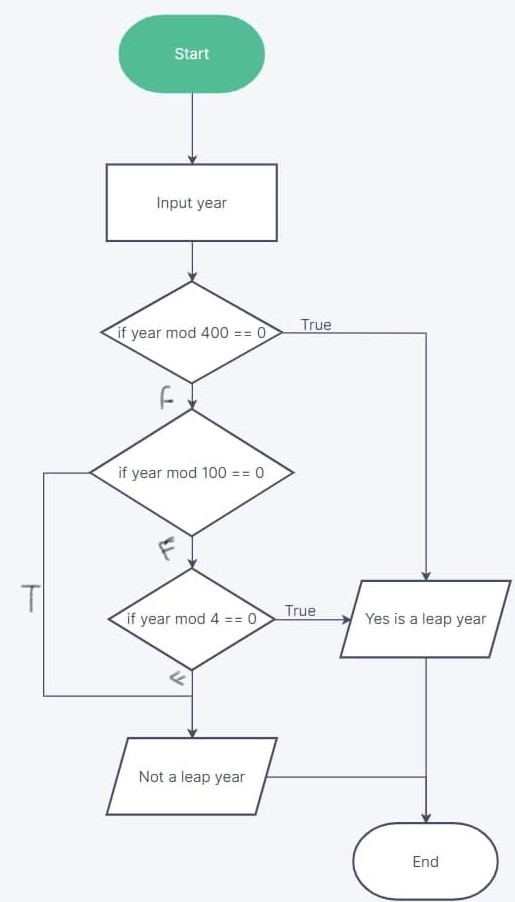 Start
Input year
if year mod 400 == 0
True
F
if year mod 100 == 0
F
T
if year mod 4 == 0
True
Yes is a leap year
Not a leap year
End